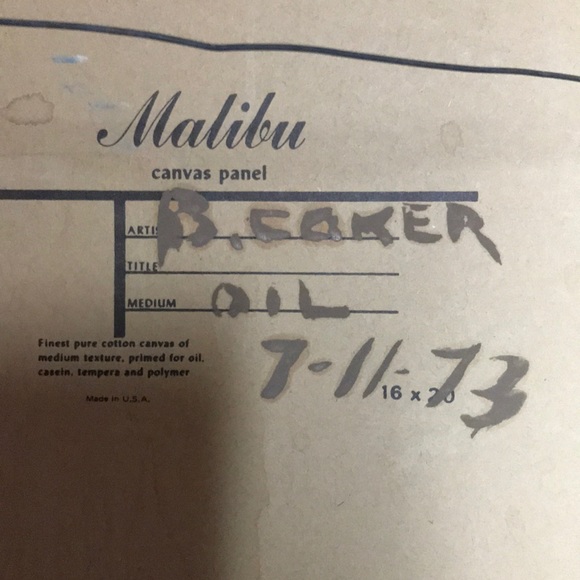 Malibu
canvas panel
ARTIST B. COKER
TITLE
MEDIUM OIL
Finest pure cotton canvas of
medium texture, primed for oil,
casein, tempera and polymer
7-11-73
16 x 20
Made in U.S.A.